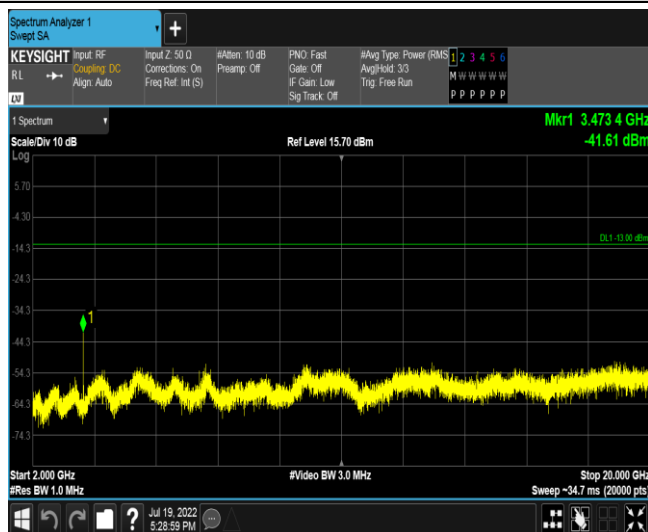 Spectrum Analyzer 1
Swept SA
KEYSIGHT
RL
Input: RF
Coupling: DC
Align: Auto
Input Z: 50 Ω
Corrections: On
Freq Ref: Int (S)
#Atten: 10 dB
Preamp: Off
PNO: Fast
Gate: Off
IF Gain: Low
Sig Track: Off
#Avg Type: Power (RMS
Avg|Hold: 3/3
Trig: Free Run
1 2 3 4 5 6
M W W W W W
P P P P P P
1 Spectrum
Scale/Div 10 dB
Ref Level 15.70 dBm
Mkr1 3.473 4 GHz
-41.61 dBm
Log
5.70
-4.30
DL1 -13.00 dBm
-14.3
-24.3
-34.3
1
-44.3
-54.3
-64.3
-74.3
Start 2.000 GHz
#Video BW 3.0 MHz
Stop 20.000 GHz
#Res BW 1.0 MHz
Sweep ~34.7 ms (20000 pts)
?
Jul 19, 2022
5:28:59 PM